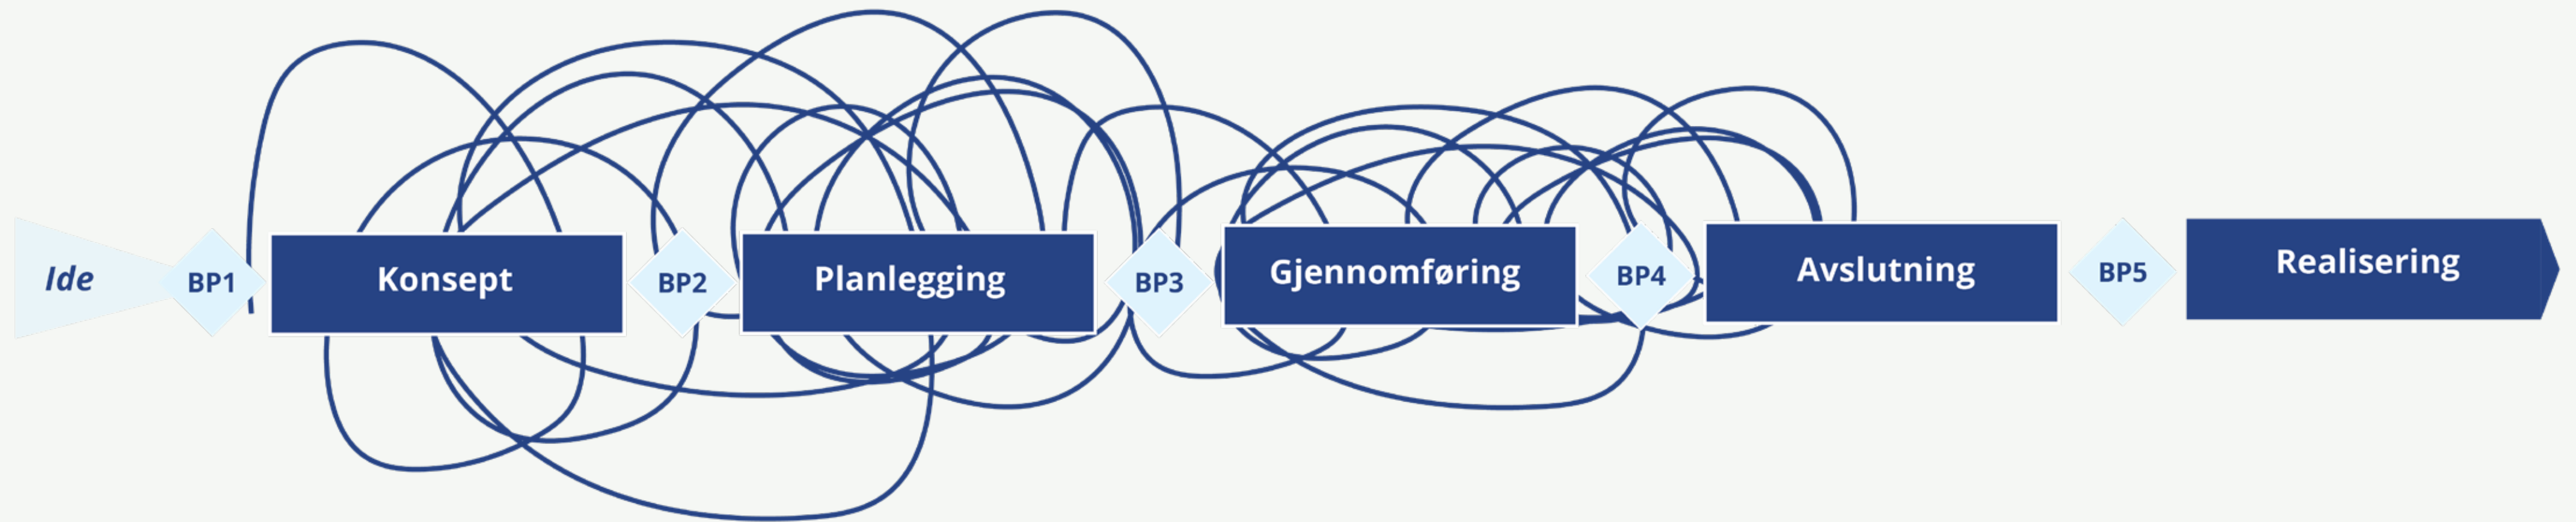 Ide
BP1
Konsept
BP2
Planlegging
BP3
Gjennomføring
BP4
Avslutning
BP5
Realisering